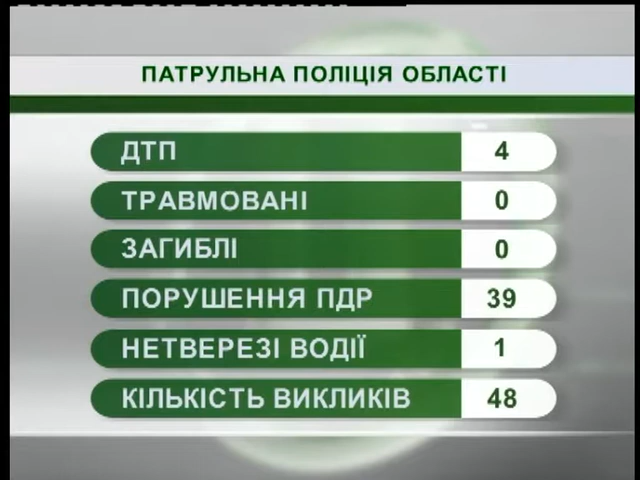 ПАТРУЛЬНА ПОЛІЦІЯ ОБЛАСТІ
ДТП 4
ТРАВМОВАНІ 0
ЗАГИБЛІ 0
ПОРУШЕННЯ ПДР 39
НЕТВЕРЕЗІ ВОДІЇ 1
КІЛЬКІСТЬ ВИКЛИКІВ 48